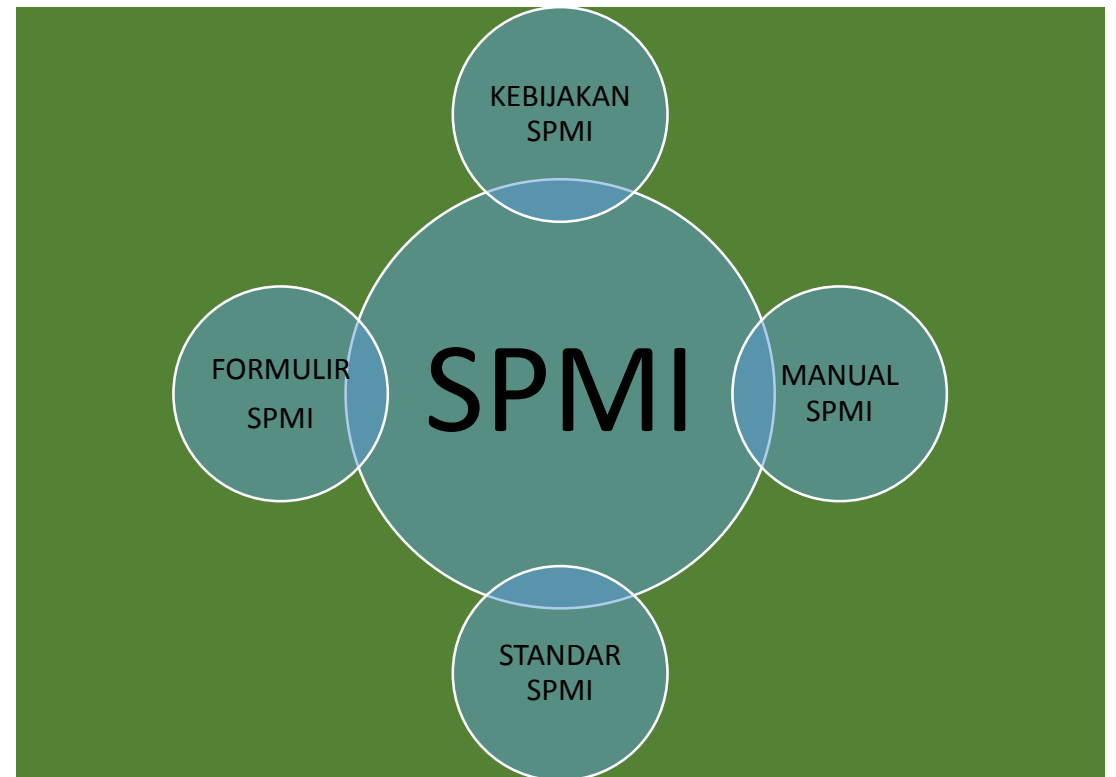 KEBIJAKAN
SPMI
FORMULIR
SPMI
SPMI
MANUAL
SPMI
STANDAR
SPMI